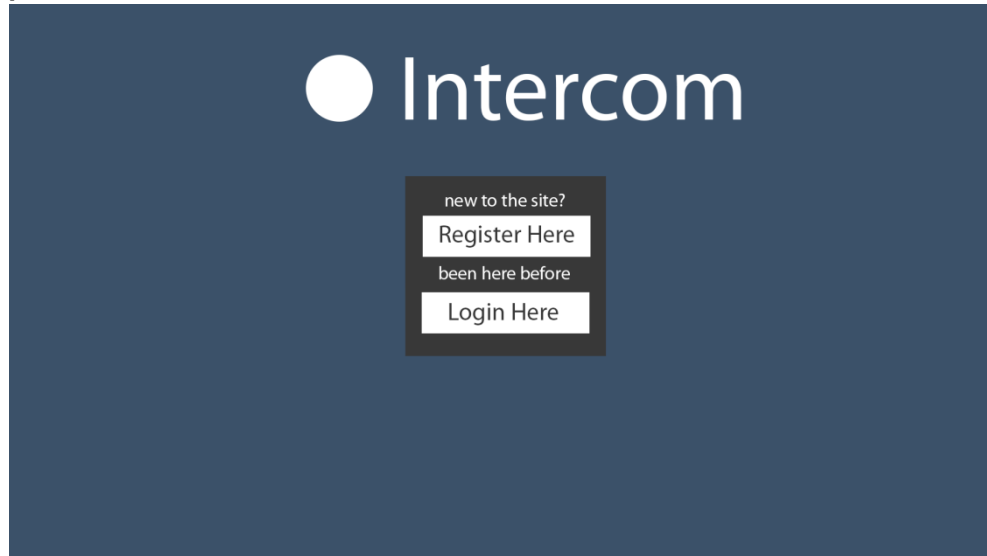 Intercom
new to the site?
Register Here
been here before
Login Here